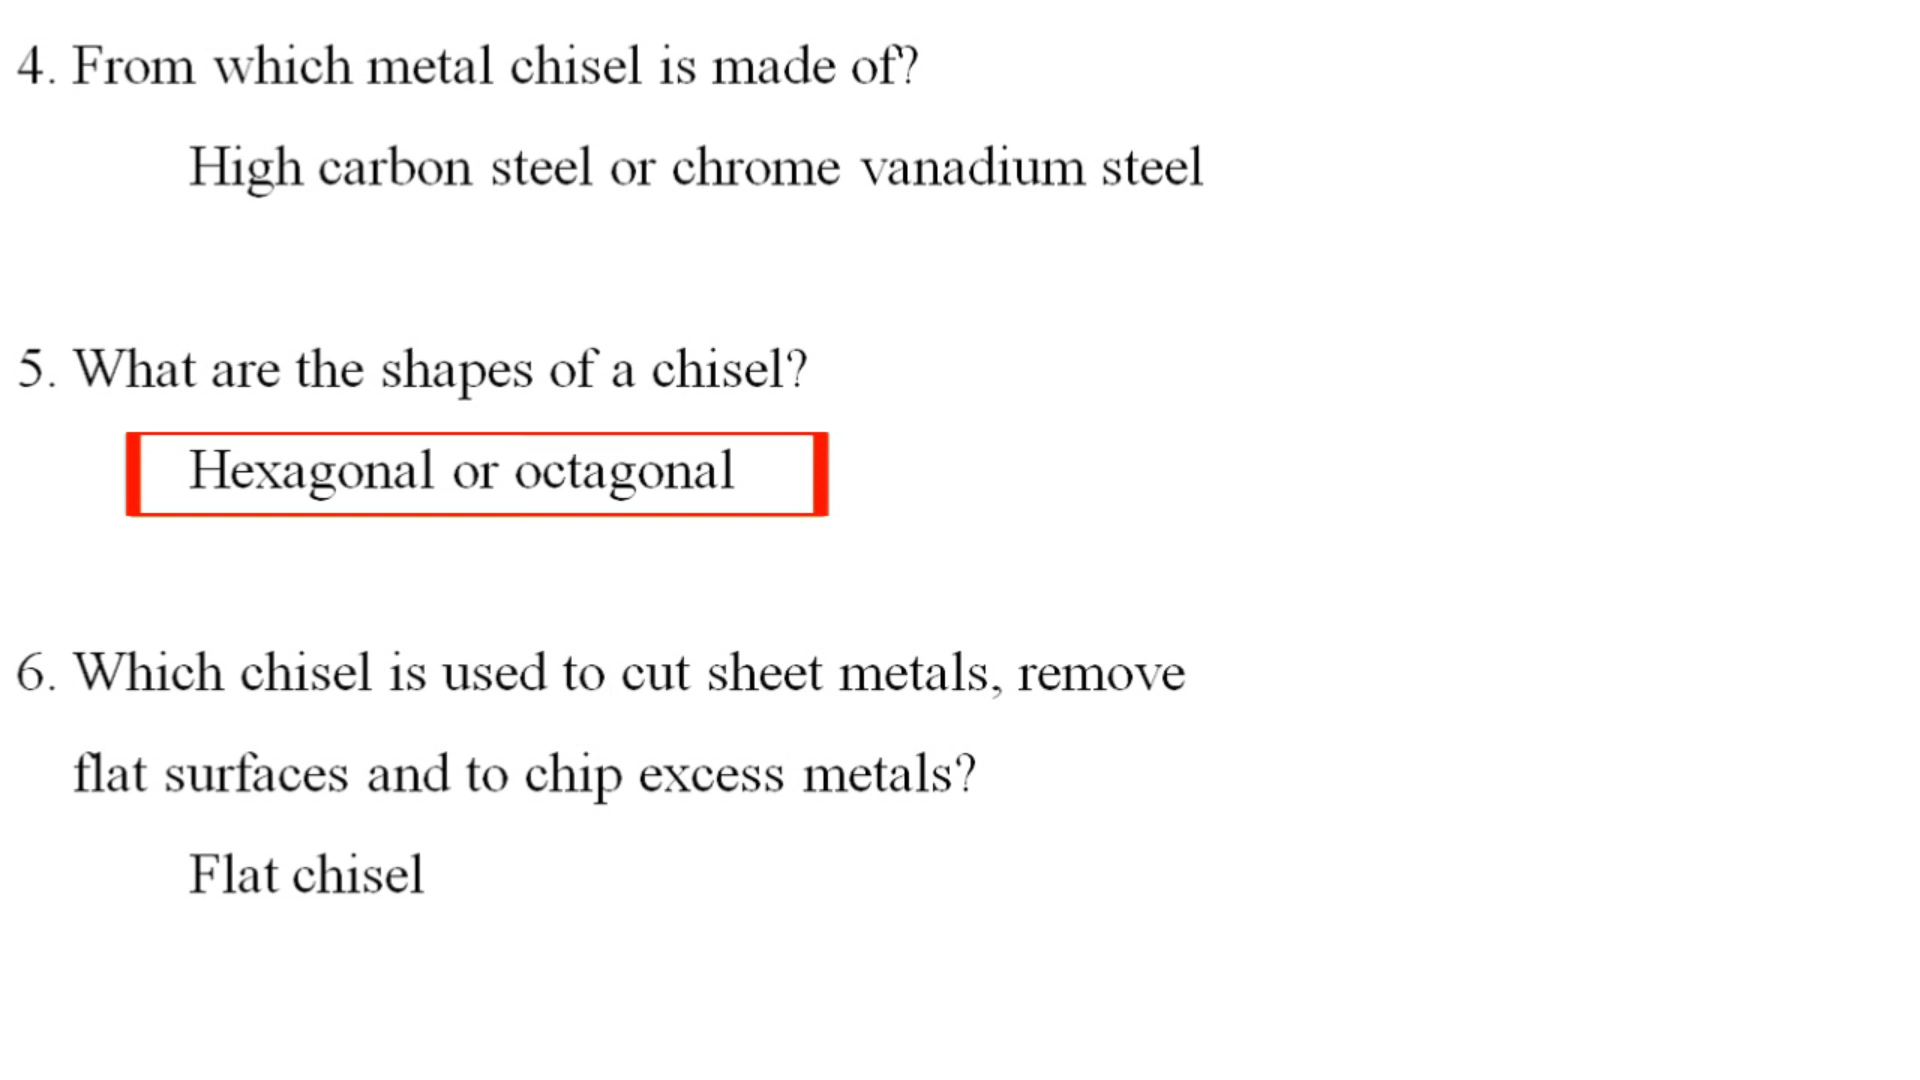 4. From which metal chisel is made of?
High carbon steel or chrome vanadium steel
5. What are the shapes of a chisel?
Hexagonal or octagonal
6. Which chisel is used to cut sheet metals, remove
flat surfaces and to chip excess metals?
Flat chisel